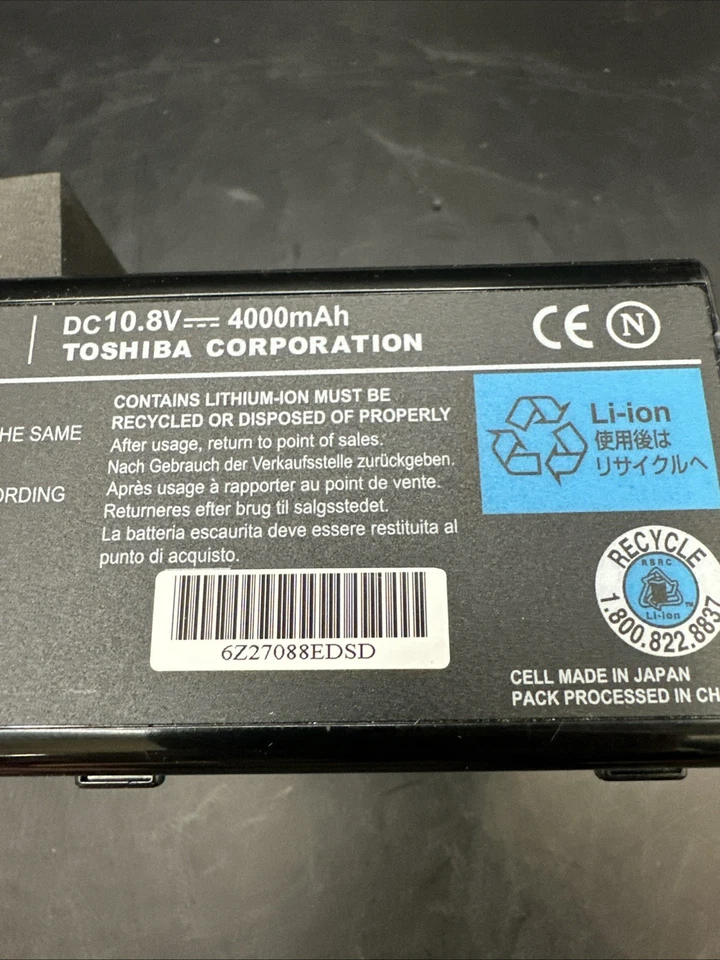 DC10.8V 4000mAh
TOSHIBA CORPORATION
CE N
HE SAME
ORDING
CONTAINS LITHIUM-ION MUST BE
RECYCLED OR DISPOSED OF PROPERLY
After usage, return to point of sales.
Nach Gebrauch der Verkaufsstelle zurückgeben.
Après usage à rapporter au point de vente.
Returneres efter brug til salgsstedet.
La batteria escaurita deve essere restituita al
punto di acquisto.
Li-ion
使用後は
リサイクルへ
RECYCLE
RBRC
Li-ion
TM
1.800.822.8837
6Z27088EDSD
CELL MADE IN JAPAN
PACK PROCESSED IN CH